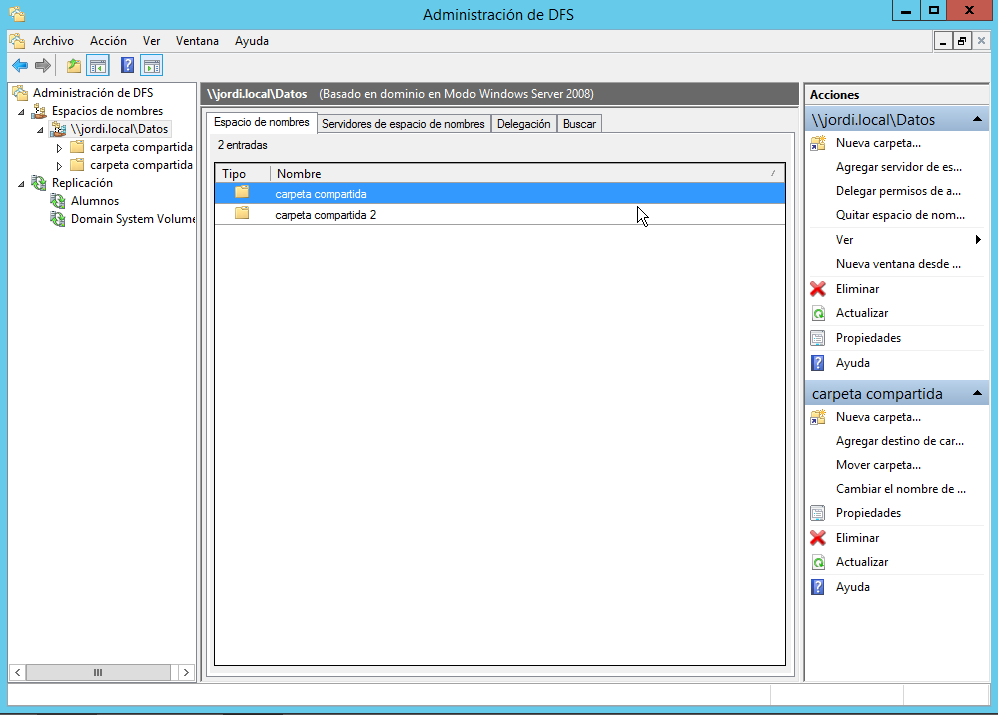 Administración de DFS
Archivo Acción Ver Ventana Ayuda
Administración de DFS
Espacios de nombres
\\jordi.local\Datos
carpeta compartida
carpeta compartida
Replicación
Alumnos
Domain System Volume
\\jordi.local\Datos (Basado en dominio en Modo Windows Server 2008)
Espacio de nombres Servidores de espacio de nombres Delegación Buscar
2 entradas
Tipo Nombre
carpeta compartida
carpeta compartida 2
Acciones
\\jordi.local\Datos
Nueva carpeta...
Agregar servidor de es...
Delegar permisos de a...
Quitar espacio de nom...
Ver
Nueva ventana desde ...
Eliminar
Actualizar
Propiedades
Ayuda
carpeta compartida
Nueva carpeta...
Agregar destino de car...
Mover carpeta...
Cambiar el nombre de ...
Propiedades
Eliminar
Actualizar
Ayuda